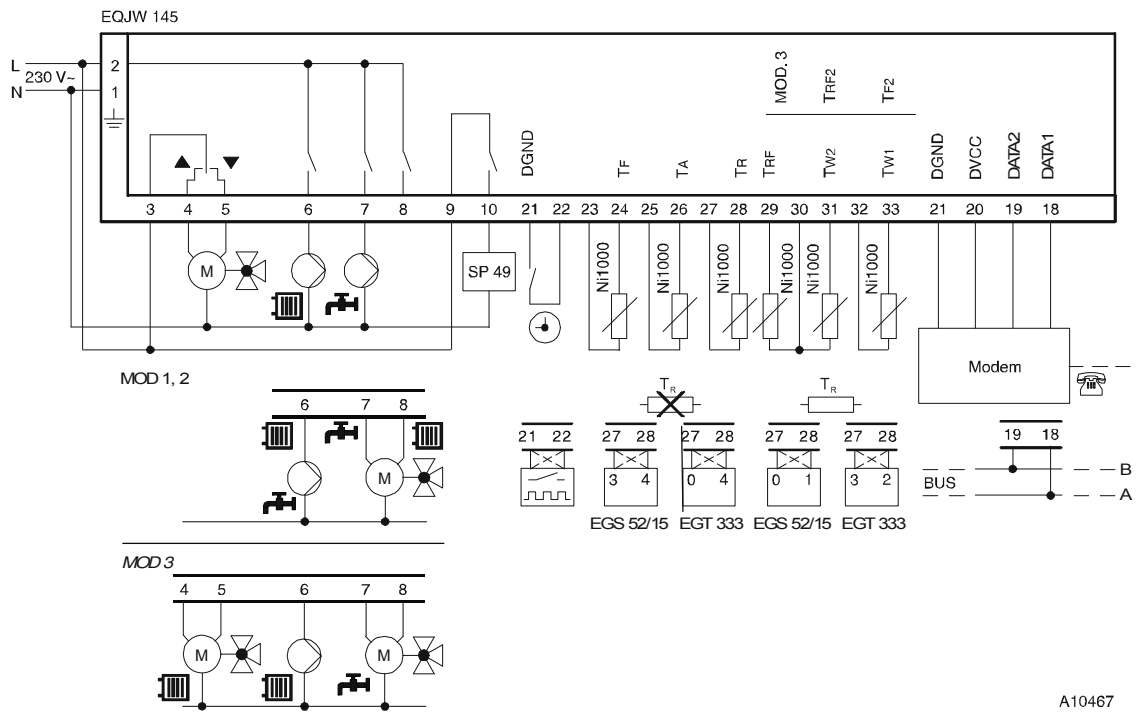 EQJW 145
L
230 V~
N
2
1
MOD. 3
TRF2
TF2
DGND
TF
TA
TR
TRF
TW2
TW1
DGND
DVCC
DATA2
DATA1
3 4 5 6 7 8 9 10 21 22 23 24 25 26 27 28 29 30 31 32 33 21 20 19 18
M
SP 49
Ni1000
Ni1000
Ni1000
Ni1000
Ni1000
Ni1000
Modem
MOD 1, 2
6 7 8
M
TR
TR
21 22
27 28
27 28
27 28
27 28
19 18
3 4
0 4
0 1
3 2
EGS 52/15
EGT 333
EGS 52/15
EGT 333
BUS
B
A
MOD 3
4 5 6 7 8
M
M
A10467